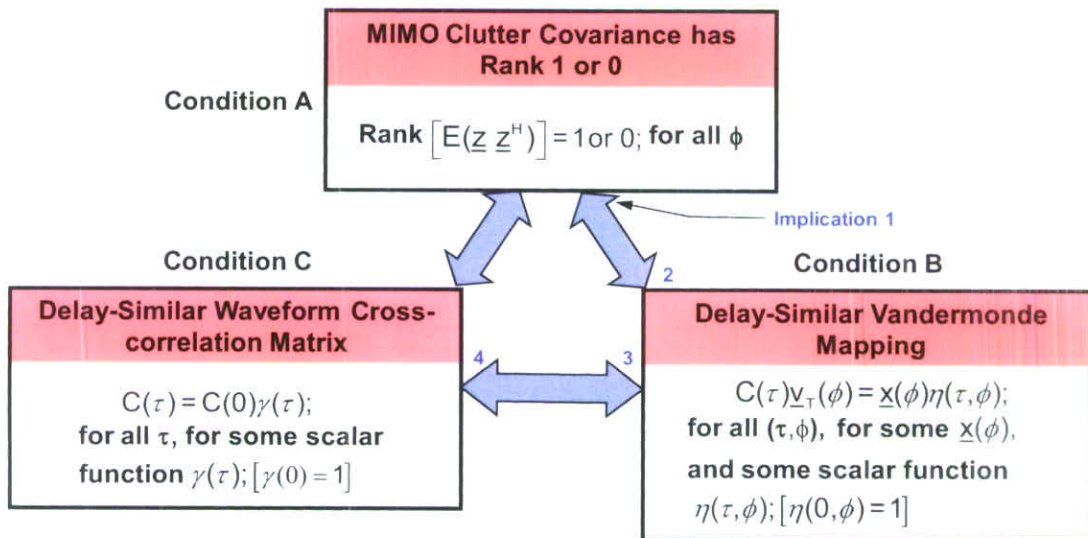 MIMO Clutter Covariance has
Rank 1 or 0
Condition A
Rank [E(z̲ z̲ᴴ)] = 1 or 0; for all ϕ
Implication 1
Condition C
Condition B
2
Delay-Similar Waveform Cross-
correlation Matrix
C(τ) = C(0)γ(τ);
for all τ, for some scalar
function γ(τ); [γ(0) = 1]
4
3
Delay-Similar Vandermonde
Mapping
C(τ)v̲_T(ϕ) = x̲(ϕ)η(τ,ϕ);
for all (τ,ϕ), for some x̲(ϕ),
and some scalar function
η(τ,ϕ); [η(0,ϕ) = 1]